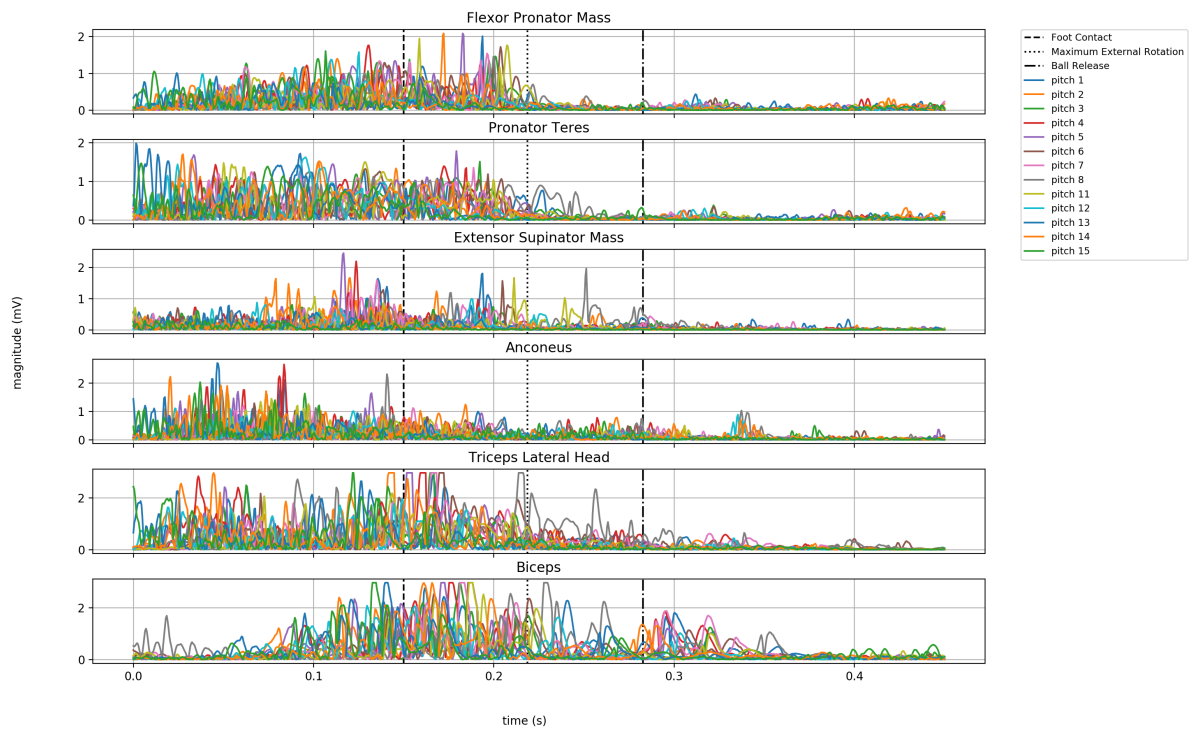 Flexor Pronator Mass
2
1
0
Pronator Teres
2
1
0
Extensor Supinator Mass
2
1
0
Anconeus
2
1
0
Triceps Lateral Head
2
0
Biceps
2
0
0.0 0.1 0.2 0.3 0.4
time (s)
magnitude (mV)
Foot Contact
Maximum External Rotation
Ball Release
pitch 1
pitch 2
pitch 3
pitch 4
pitch 5
pitch 6
pitch 7
pitch 8
pitch 11
pitch 12
pitch 13
pitch 14
pitch 15